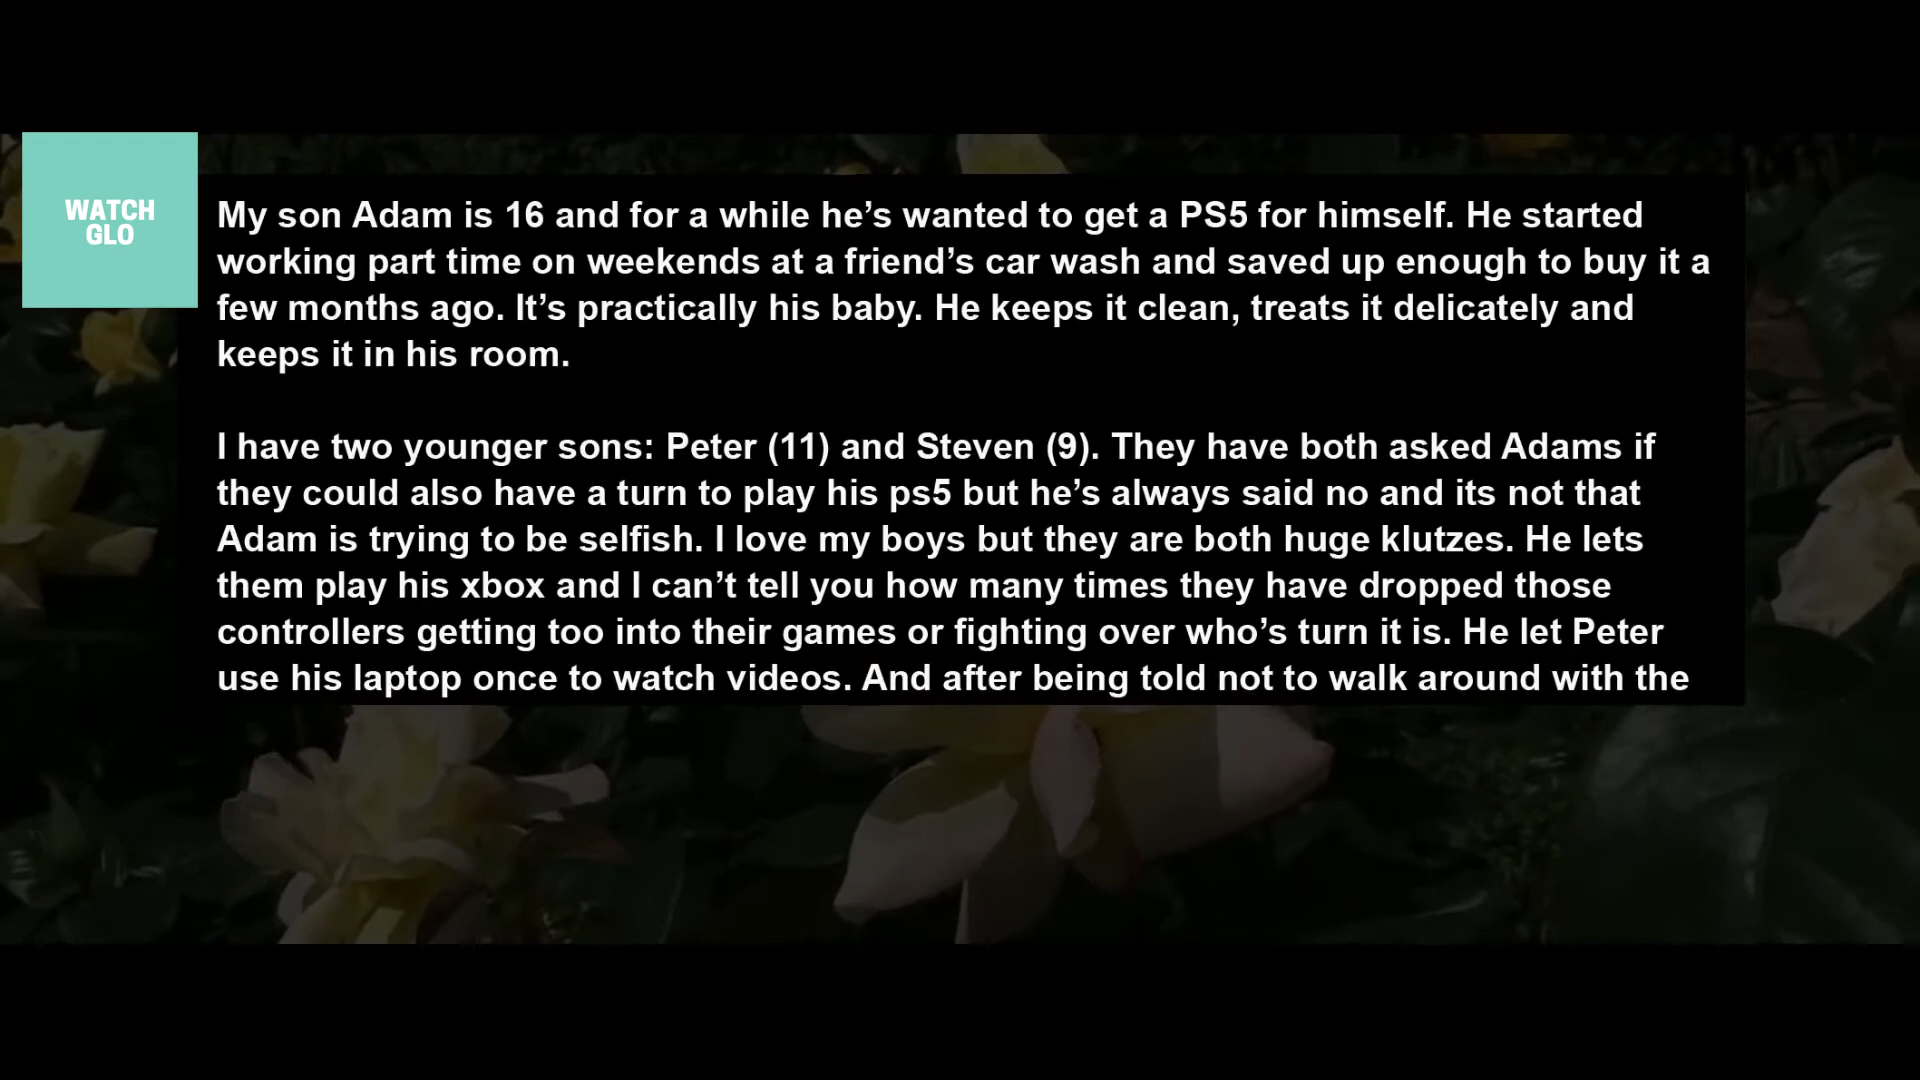 WATCH
GLO
My son Adam is 16 and for a while he’s wanted to get a PS5 for himself. He started
working part time on weekends at a friend’s car wash and saved up enough to buy it a
few months ago. It’s practically his baby. He keeps it clean, treats it delicately and
keeps it in his room.
I have two younger sons: Peter (11) and Steven (9). They have both asked Adams if
they could also have a turn to play his ps5 but he’s always said no and its not that
Adam is trying to be selfish. I love my boys but they are both huge klutzes. He lets
them play his xbox and I can’t tell you how many times they have dropped those
controllers getting too into their games or fighting over who’s turn it is. He let Peter
use his laptop once to watch videos. And after being told not to walk around with the